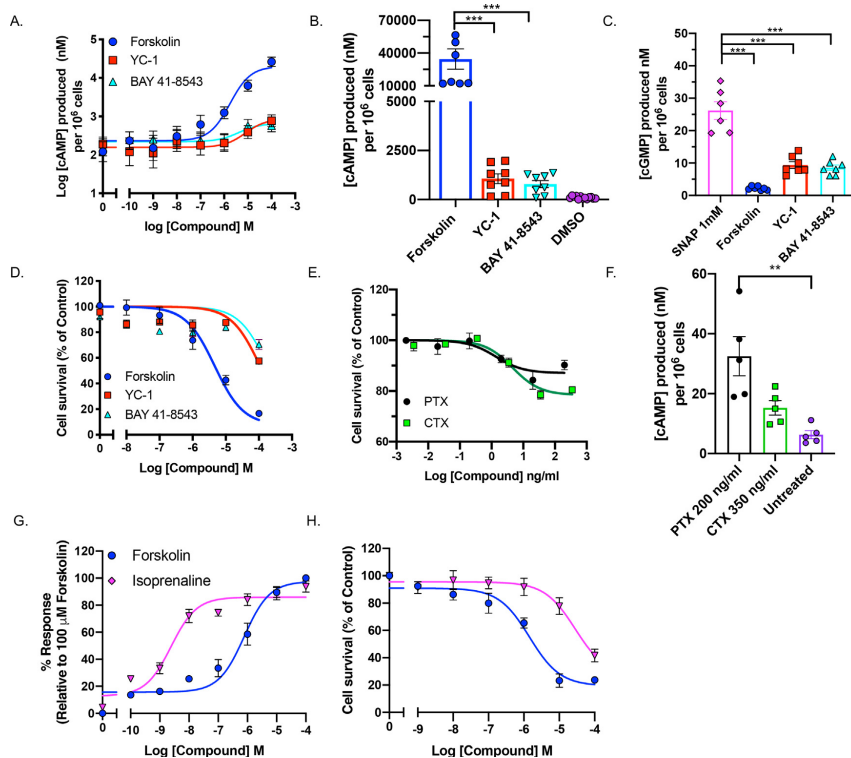 A.
Log [cAMP] produced (nM)
per 10⁶ cells
5
4
3
2
1
Forskolin
YC-1
BAY 41-8543
0
-10
-9
-8
-7
-6
-5
-4
-3
log [Compound] M
B.
[cAMP] produced (nM)
per 10⁶ cells
70000
50000
30000
10000
5000
2500
0
***
***
Forskolin
YC-1
BAY 41-8543
DMSO
C.
[cGMP] produced nM
per 10⁶ cells
50
40
30
20
10
0
***
***
***
SNAP 1mM
Forskolin
YC-1
BAY 41-8543
D.
Cell survival (% of Control)
120
100
80
60
40
20
0
Forskolin
YC-1
BAY 41-8543
0
-8
-7
-6
-5
-4
-3
Log [Compound] M
E.
Cell survival (% of Control)
120
100
80
60
PTX
CTX
-3
-2
-1
0
1
2
3
Log [Compound] ng/ml
F.
[cAMP] produced (nM)
per 10⁶ cells
60
40
20
0
**
PTX 200 ng/ml
CTX 350 ng/ml
Untreated
G.
% Response
(Relative to 100 μM Forskolin)
120
100
80
60
40
20
0
Forskolin
Isoprenaline
0
-10
-9
-8
-7
-6
-5
-4
Log [Compound] M
H.
Cell survival (% of Control)
120
100
80
60
40
20
0
0
-9
-8
-7
-6
-5
-4
Log [Compound] M